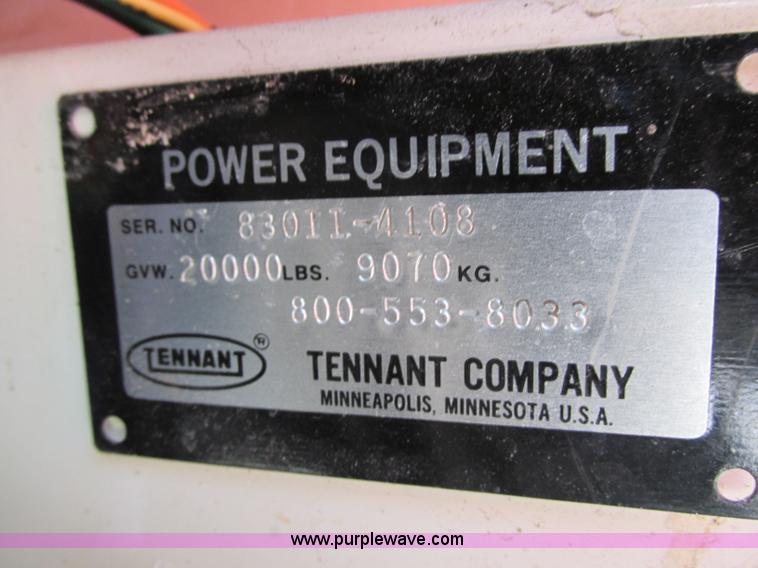 POWER EQUIPMENT
SER. NO. 830II-4108
GVW. 20000 LBS. 9070 KG.
800-553-8033
TENNANT ®
TENNANT COMPANY
MINNEAPOLIS, MINNESOTA U.S.A.
www.purplewave.com